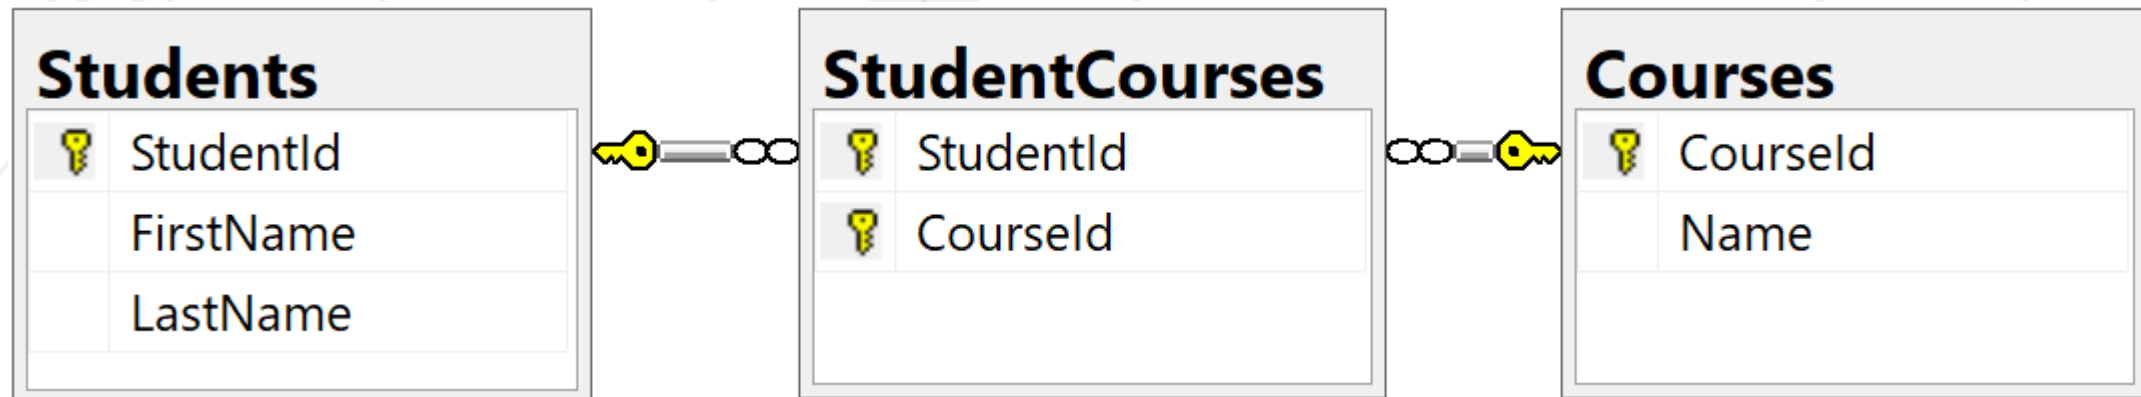 Students
StudentId
FirstName
LastName
StudentCourses
StudentId
CourseId
Courses
CourseId
Name